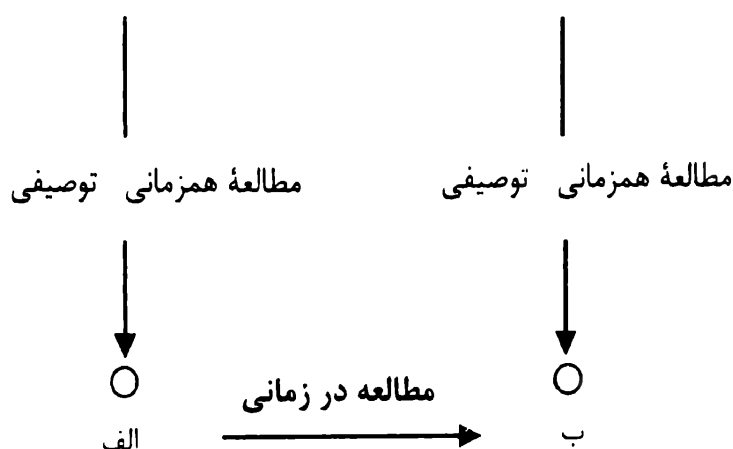 مطالعهٔ همزمانی توصیفی
مطالعهٔ همزمانی توصیفی
مطالعه در زمانی
ب
الف